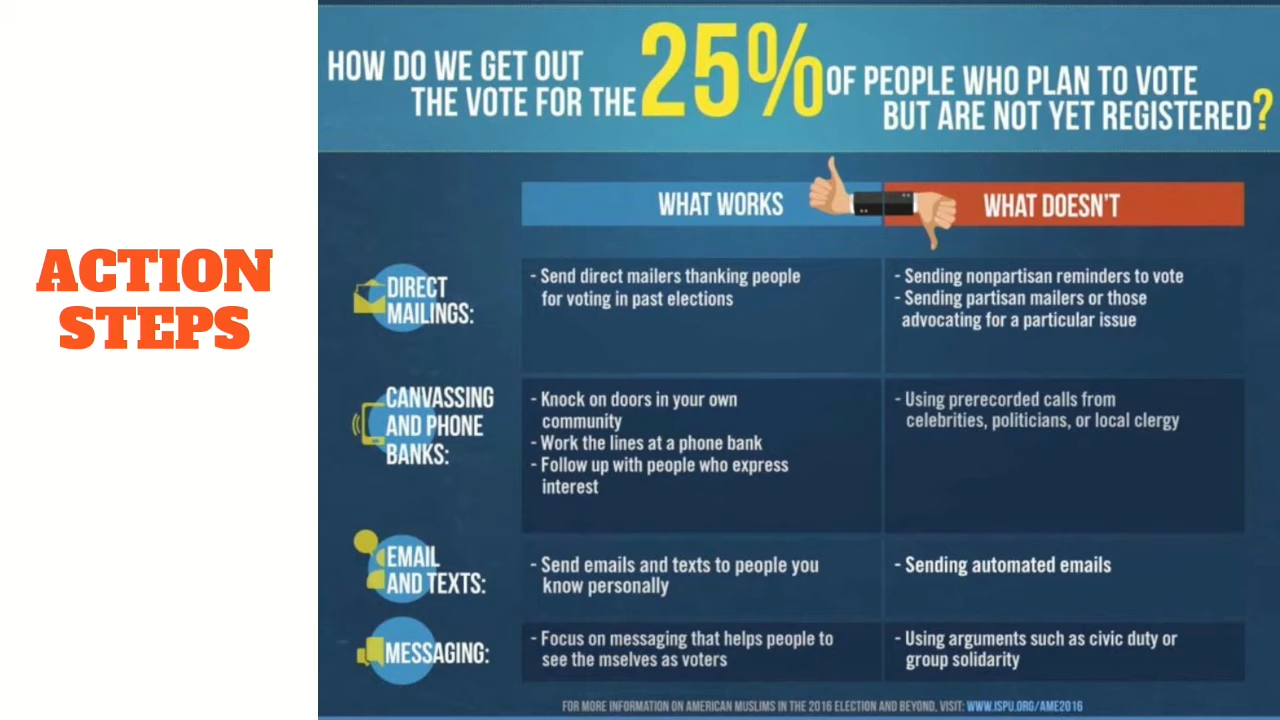 ACTION
STEPS
HOW DO WE GET OUT
THE VOTE FOR THE
25%
OF PEOPLE WHO PLAN TO VOTE
BUT ARE NOT YET REGISTERED?
WHAT WORKS
WHAT DOESN'T
DIRECT
MAILINGS:
- Send direct mailers thanking people
for voting in past elections
- Sending nonpartisan reminders to vote
- Sending partisan mailers or those
advocating for a particular issue
CANVASSING
AND PHONE
BANKS:
- Knock on doors in your own
community
- Work the lines at a phone bank
- Follow up with people who express
interest
- Using prerecorded calls from
celebrities, politicians, or local clergy
EMAIL
AND TEXTS:
- Send emails and texts to people you
know personally
- Sending automated emails
MESSAGING:
- Focus on messaging that helps people to
see the mselves as voters
- Using arguments such as civic duty or
group solidarity
FOR MORE INFORMATION ON AMERICAN MUSLIMS IN THE 2016 ELECTION AND BEYOND, VISIT: WWW.ISPU.ORG/AME2016